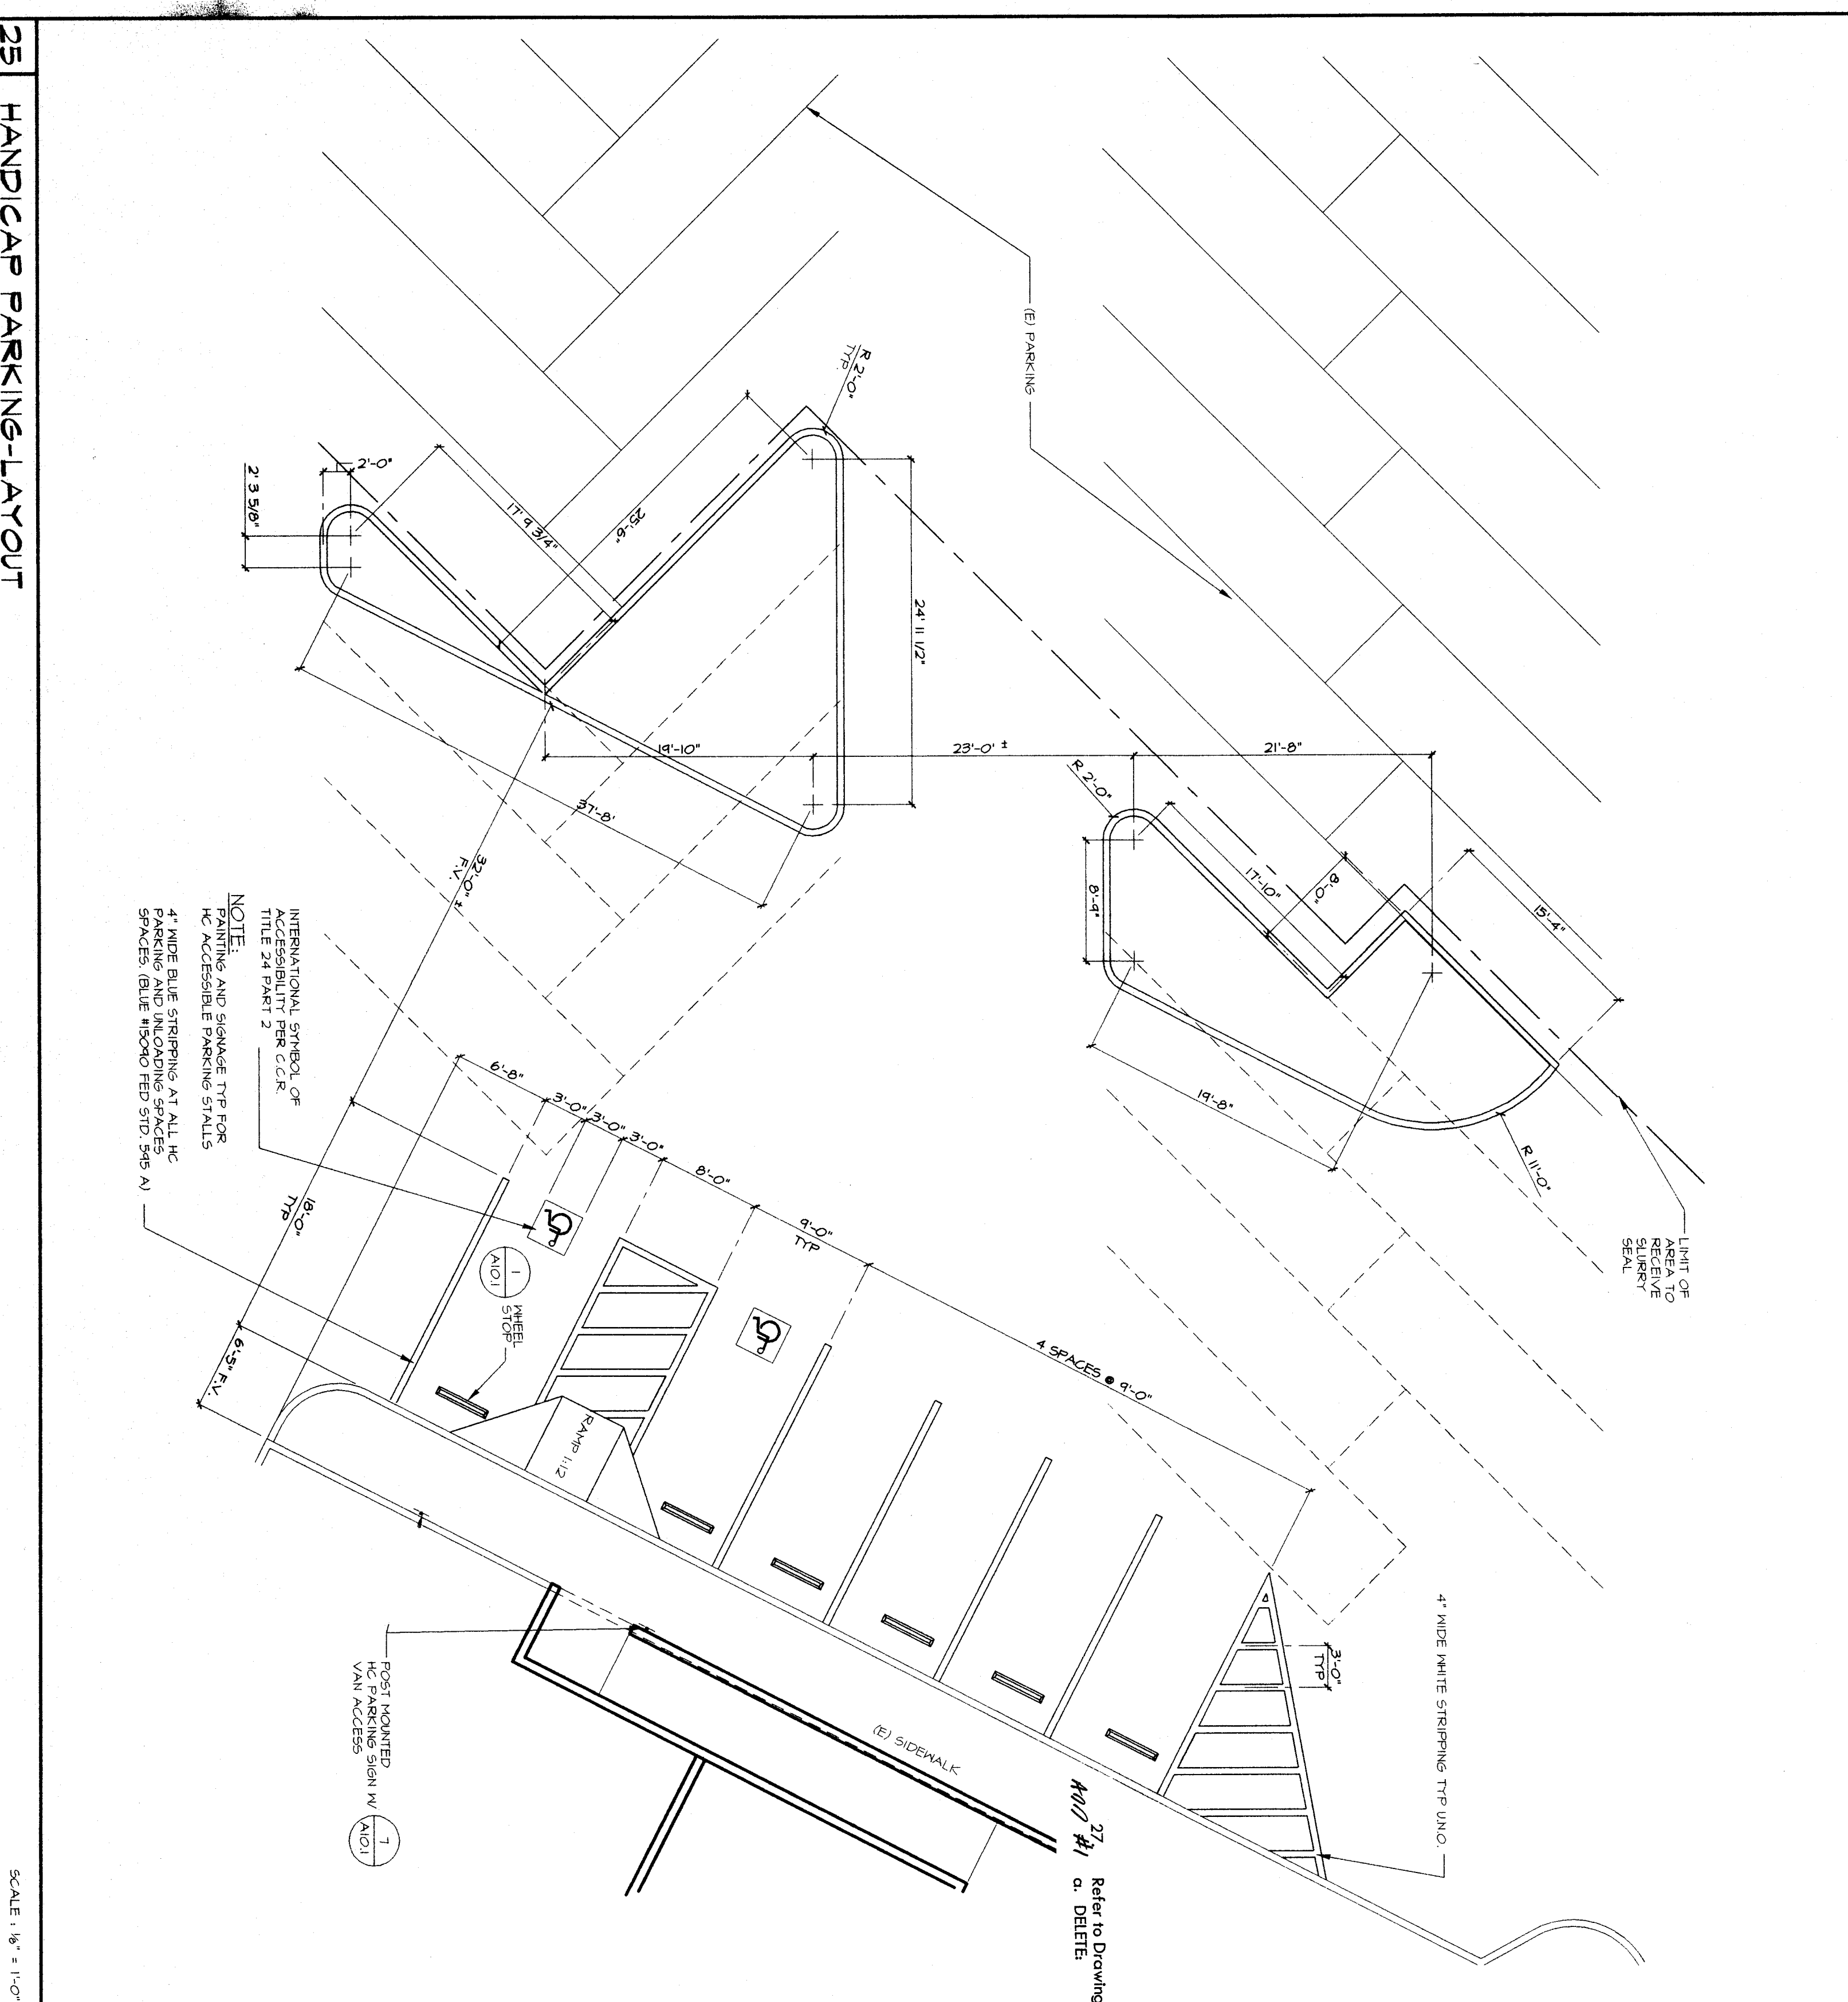 25 HANDICAP PARKING-LAYOUT
SCALE : 1/8" = 1'-0"
(E) PARKING
R 2'-0"
TYP.
2'-0"
2' 3 5/8"
17' 9 3/4"
25'-6"
24' 11 1/2"
19'-10"
23'-0' ±
21'-8"
37'-8'
32'-0" ±
F.V.
R 2'-0"
8'-9"
17'-10"
8'-0"
15'-4"
19'-8"
R 11'-0"
LIMIT OF
AREA TO
RECEIVE
SLURRY
SEAL
INTERNATIONAL SYMBOL OF
ACCESSIBILITY PER C.C.R.
TITLE 24 PART 2
NOTE:
PAINTING AND SIGNAGE TYP FOR
HC ACCESSIBLE PARKING STALLS
4" WIDE BLUE STRIPPING AT ALL HC
PARKING AND UNLOADING SPACES
SPACES. (BLUE #15090 FED STD. 595 A)
6'-8"
3'-0"
3'-0"
3'-0"
8'-0"
9'-0"
TYP
4 SPACES @ 9'-0"
18'-0"
TYP
6'-5" F.V.
1
A10.1
WHEEL
STOP
RAMP 1:12
3'-0"
TYP
4" WIDE WHITE STRIPPING TYP U.N.O.
(E) SIDEWALK
POST MOUNTED
HC PARKING SIGN W/
VAN ACCESS
7
A10.1
27.
#1
Refer to Drawing
a. DELETE: